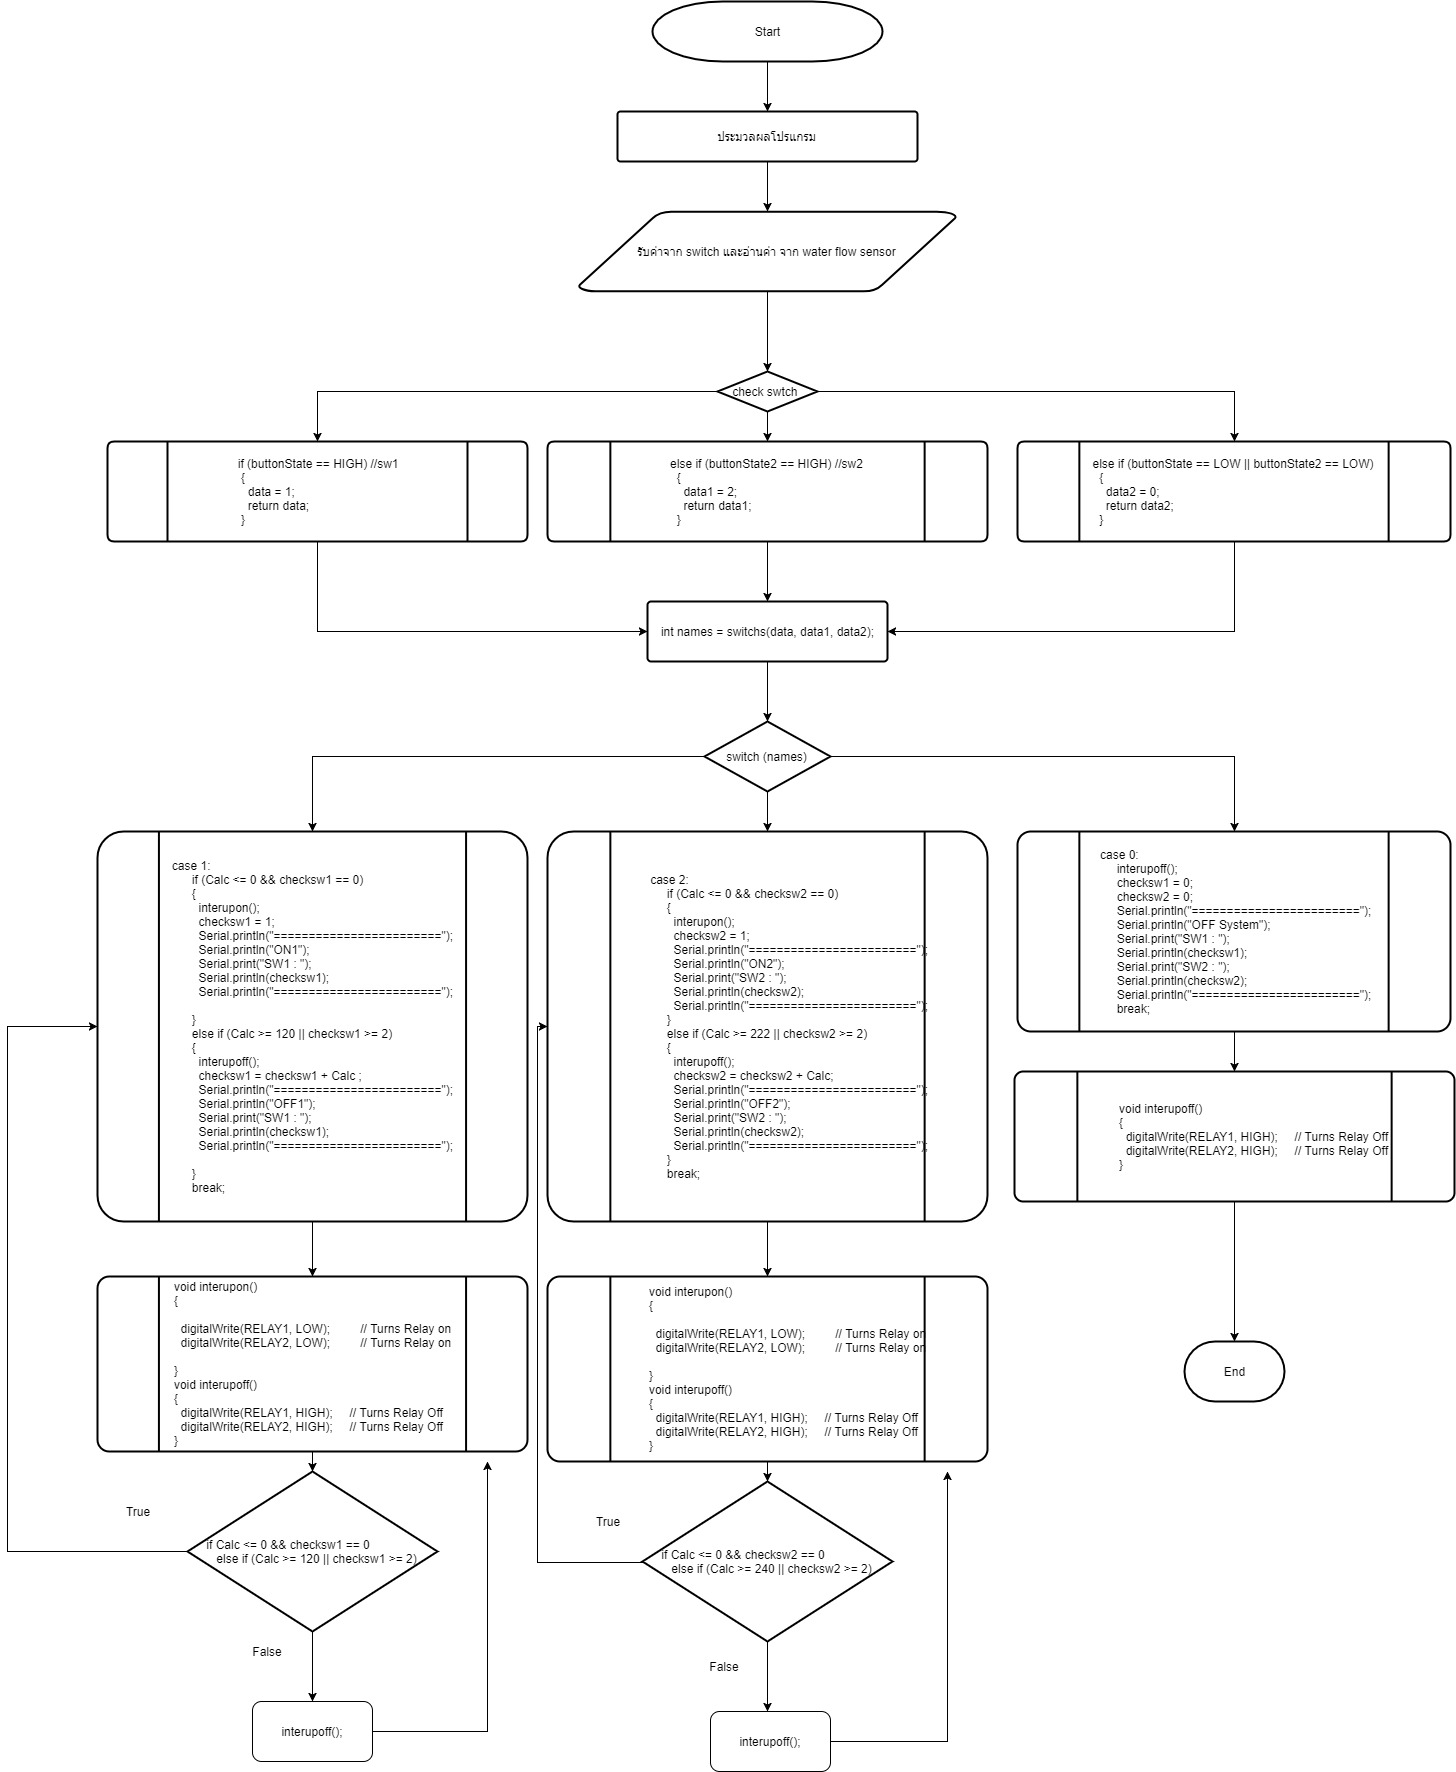 Start
ประมวลผลโปรแกรม
รับค่าจาก switch และอ่านค่า จาก water flow sensor
check swtch
if (buttonState == HIGH) //sw1
{
data = 1;
return data;
}
else if (buttonState2 == HIGH) //sw2
{
data1 = 2;
return data1;
}
else if (buttonState == LOW || buttonState2 == LOW)
{
data2 = 0;
return data2;
}
int names = switchs(data, data1, data2);
switch (names)
case 1:
if (Calc <= 0 && checksw1 == 0)
{
interupon();
checksw1 = 1;
Serial.println("========================");
Serial.println("ON1");
Serial.print("SW1 : ");
Serial.println(checksw1);
Serial.println("========================");
}
else if (Calc >= 120 || checksw1 >= 2)
{
interupoff();
checksw1 = checksw1 + Calc ;
Serial.println("========================");
Serial.println("OFF1");
Serial.print("SW1 : ");
Serial.println(checksw1);
Serial.println("========================");
}
break;
case 2:
if (Calc <= 0 && checksw2 == 0)
{
interupon();
checksw2 = 1;
Serial.println("========================");
Serial.println("ON2");
Serial.print("SW2 : ");
Serial.println(checksw2);
Serial.println("========================");
}
else if (Calc >= 222 || checksw2 >= 2)
{
interupoff();
checksw2 = checksw2 + Calc;
Serial.println("========================");
Serial.println("OFF2");
Serial.print("SW2 : ");
Serial.println(checksw2);
Serial.println("========================");
}
break;
case 0:
interupoff();
checksw1 = 0;
checksw2 = 0;
Serial.println("========================");
Serial.println("OFF System");
Serial.print("SW1 : ");
Serial.println(checksw1);
Serial.print("SW2 : ");
Serial.println(checksw2);
Serial.println("========================");
break;
void interupoff()
{
digitalWrite(RELAY1, HIGH); // Turns Relay Off
digitalWrite(RELAY2, HIGH); // Turns Relay Off
}
End
void interupon()
{
digitalWrite(RELAY1, LOW); // Turns Relay on
digitalWrite(RELAY2, LOW); // Turns Relay on
}
void interupoff()
{
digitalWrite(RELAY1, HIGH); // Turns Relay Off
digitalWrite(RELAY2, HIGH); // Turns Relay Off
}
void interupon()
{
digitalWrite(RELAY1, LOW); // Turns Relay on
digitalWrite(RELAY2, LOW); // Turns Relay on
}
void interupoff()
{
digitalWrite(RELAY1, HIGH); // Turns Relay Off
digitalWrite(RELAY2, HIGH); // Turns Relay Off
}
True
if Calc <= 0 && checksw1 == 0
else if (Calc >= 120 || checksw1 >= 2)
False
interupoff();
True
if Calc <= 0 && checksw2 == 0
else if (Calc >= 240 || checksw2 >= 2)
False
interupoff();